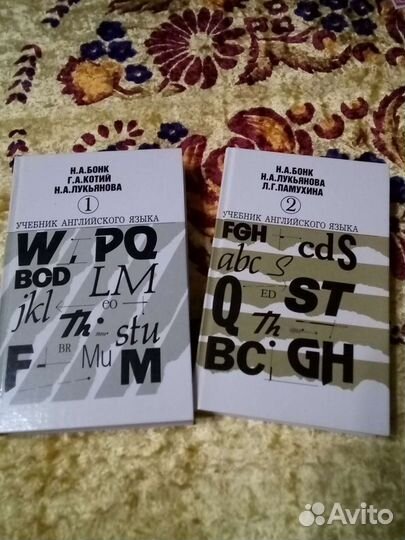 Н.А.БОНК
Г.А.КОТИЙ
Н.А.ЛУКЬЯНОВА
1
УЧЕБНИК АНГЛИЙСКОГО ЯЗЫКА
W PQ
BCD LM
jkl EO
Th stu
BR
F Mu M
Н.А.БОНК
Н.А.ЛУКЬЯНОВА
Л.Г.ПАМУХИНА
2
УЧЕБНИК АНГЛИЙСКОГО ЯЗЫКА
FGH cdS
abc S
Q ED ST
Th
BC GH
Avito